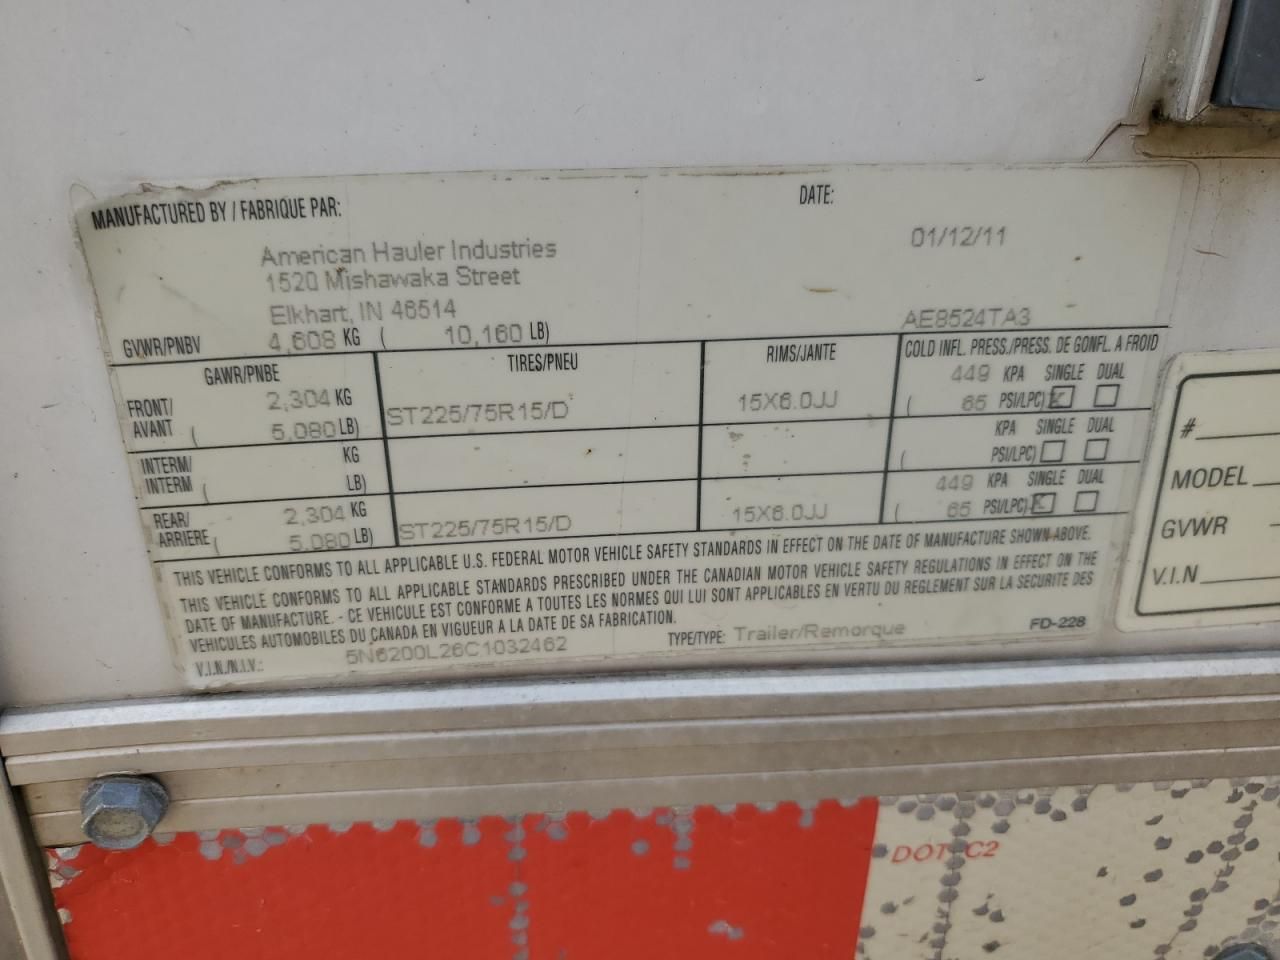 MANUFACTURED BY / FABRIQUE PAR:
DATE:
American Hauler Industries
01/12/11
1520 Mishawaka Street
Elkhart, IN 46514
AE8524TA3
GVWR/PNBV 4,608 KG ( 10,160 LB)
GAWR/PNBE TIRES/PNEU RIMS/JANTE COLD INFL. PRESS./PRESS. DE GONFL. A FROID
FRONT/ 2,304 KG ST225/75R15/D 15X6.0JJ 449 KPA SINGLE DUAL
AVANT ( 5,080 LB) ( 65 PSI/LPC) X
INTERM/ KG KPA SINGLE DUAL
INTERM ( LB) ( PSI/LPC)
REAR/ 2,304 KG ST225/75R15/D 15X6.0JJ 449 KPA SINGLE DUAL
ARRIERE ( 5,080 LB) ( 65 PSI/LPC) X
THIS VEHICLE CONFORMS TO ALL APPLICABLE U.S. FEDERAL MOTOR VEHICLE SAFETY STANDARDS IN EFFECT ON THE DATE OF MANUFACTURE SHOWN ABOVE.
THIS VEHICLE CONFORMS TO ALL APPLICABLE STANDARDS PRESCRIBED UNDER THE CANADIAN MOTOR VEHICLE SAFETY REGULATIONS IN EFFECT ON THE
DATE OF MANUFACTURE. - CE VEHICULE EST CONFORME A TOUTES LES NORMES QUI LUI SONT APPLICABLES EN VERTU DU REGLEMENT SUR LA SECURITE DES
VEHICULES AUTOMOBILES DU CANADA EN VIGUEUR A LA DATE DE SA FABRICATION.
V.I.N./N.I.V.: 5N6200L26C1032462 TYPE/TYPE: Trailer/Remorque FD-228
#
MODEL
GVWR
V.I.N
DOT-C2